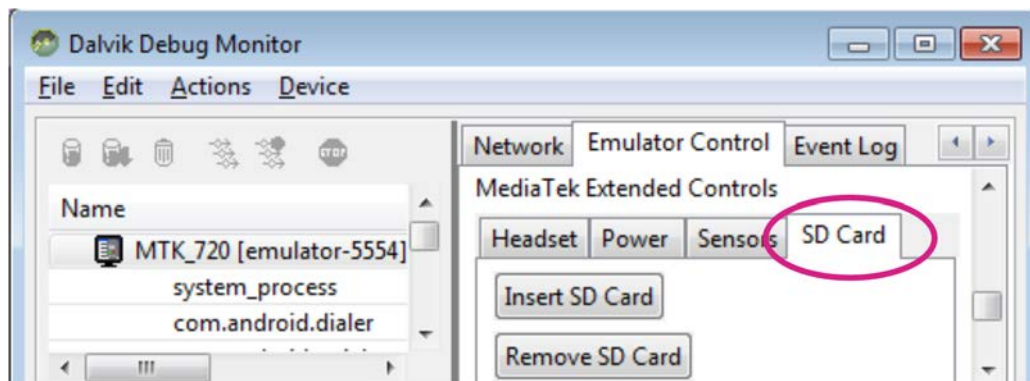 Dalvik Debug Monitor
File Edit Actions Device
Network Emulator Control Event Log
MediaTek Extended Controls
Headset Power Sensors SD Card
Insert SD Card
Remove SD Card
STOP
Name
MTK_720 [emulator-5554]
system_process
com.android.dialer